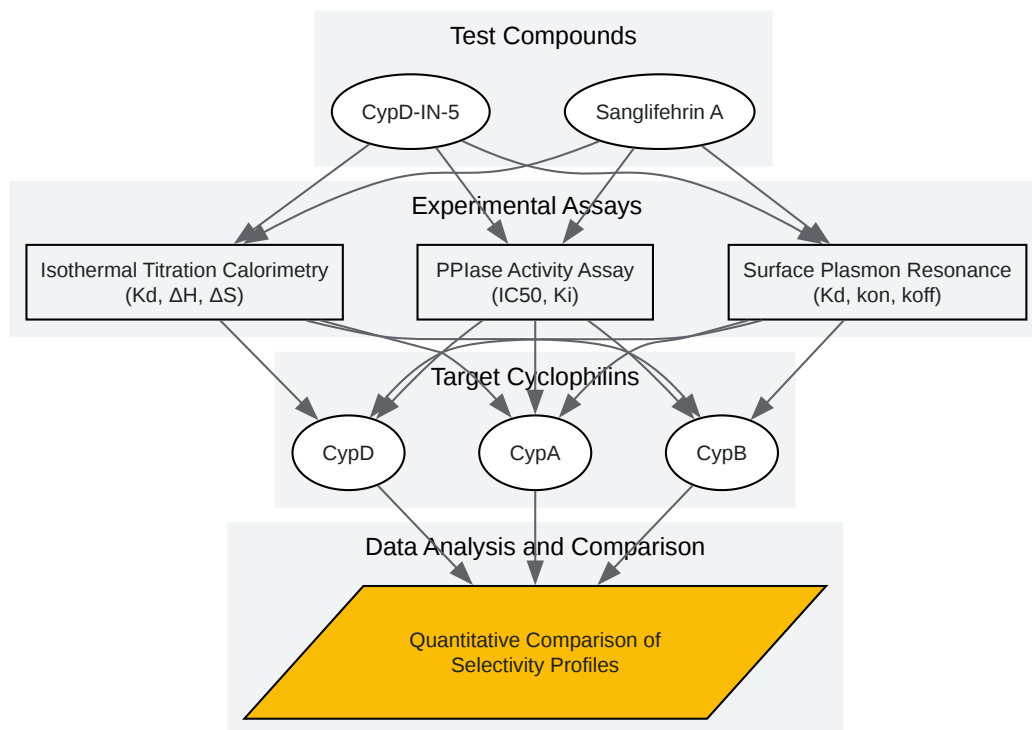 Test Compounds
CypD-IN-5
Sanglifehrin A
Experimental Assays
Isothermal Titration Calorimetry
(Kd, ΔH, ΔS)
PPIase Activity Assay
(IC50, Ki)
Surface Plasmon Resonance
(Kd, kon, koff)
Target Cyclophilins
CypD
CypA
CypB
Data Analysis and Comparison
Quantitative Comparison of
Selectivity Profiles